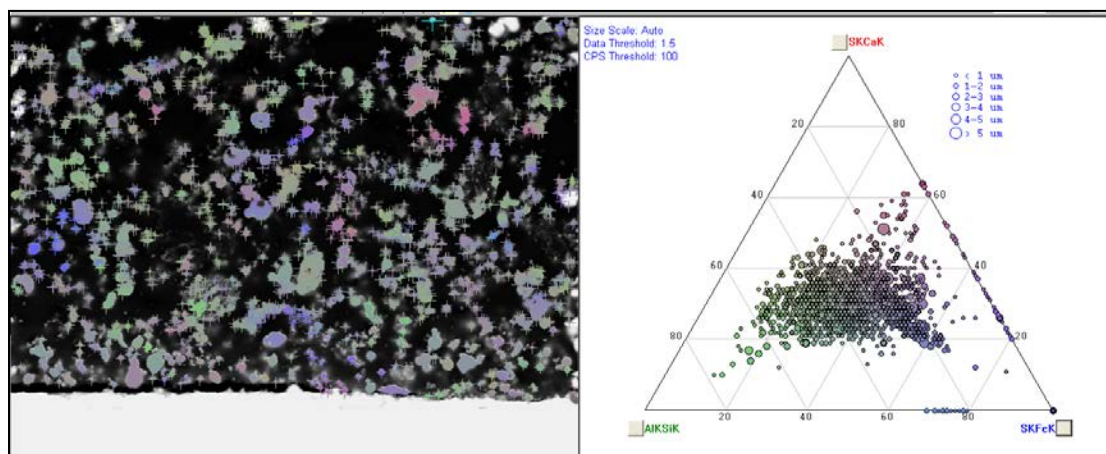 Size Scale: Auto
Data Threshold: 1.5
CPS Threshold: 100
SKCaK
< 1 um
1-2 um
2-3 um
3-4 um
4-5 um
> 5 um
20
80
40
60
60
40
80
20
20
40
60
80
AlKSiK
SKFeK